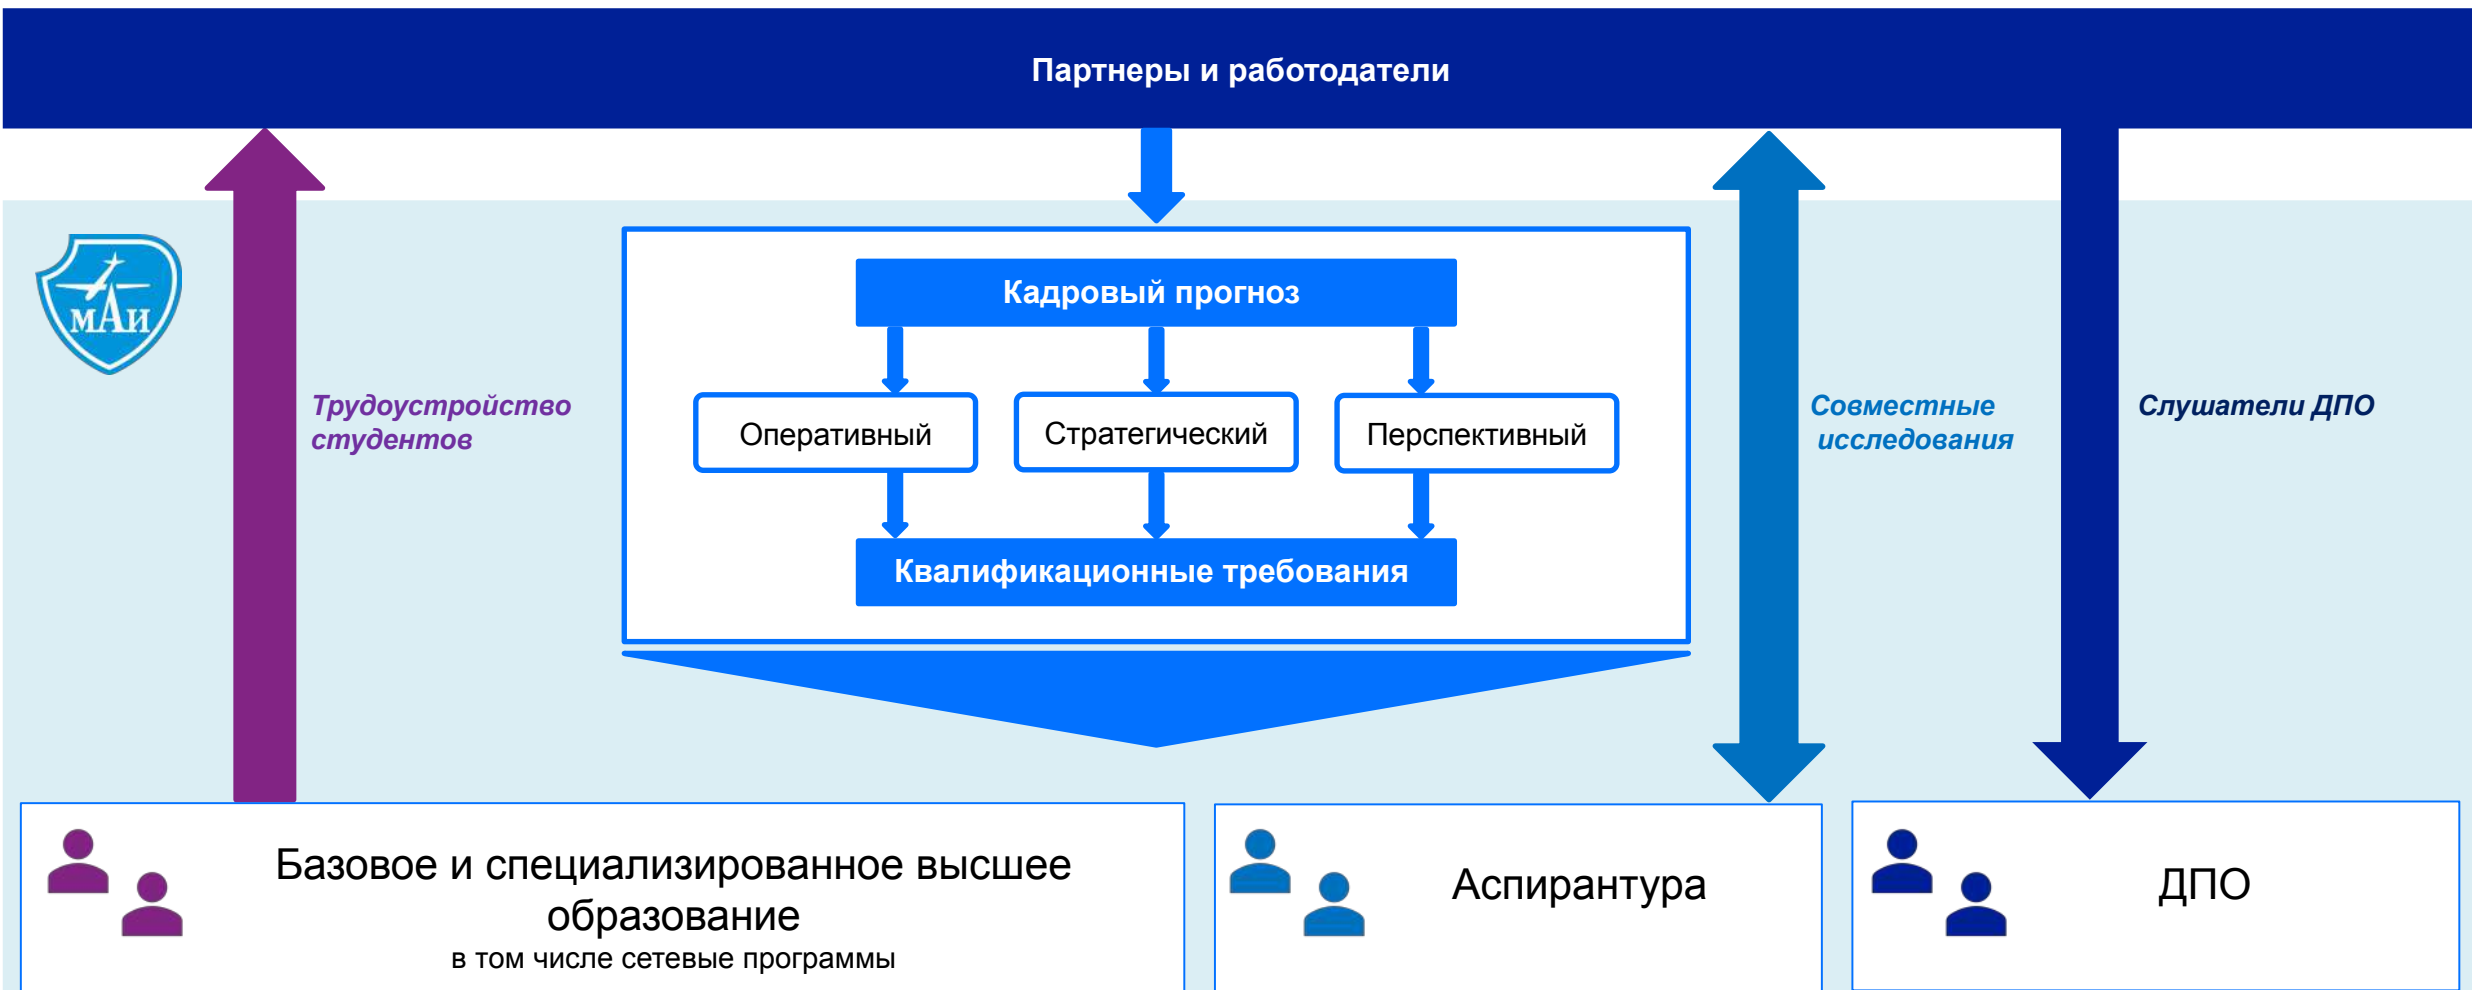 Партнеры и работодатели
МАИ
Кадровый прогноз
Трудоустройство
студентов
Оперативный
Стратегический
Перспективный
Совместные
исследования
Слушатели ДПО
Квалификационные требования
Базовое и специализированное высшее
образование
в том числе сетевые программы
Аспирантура
ДПО